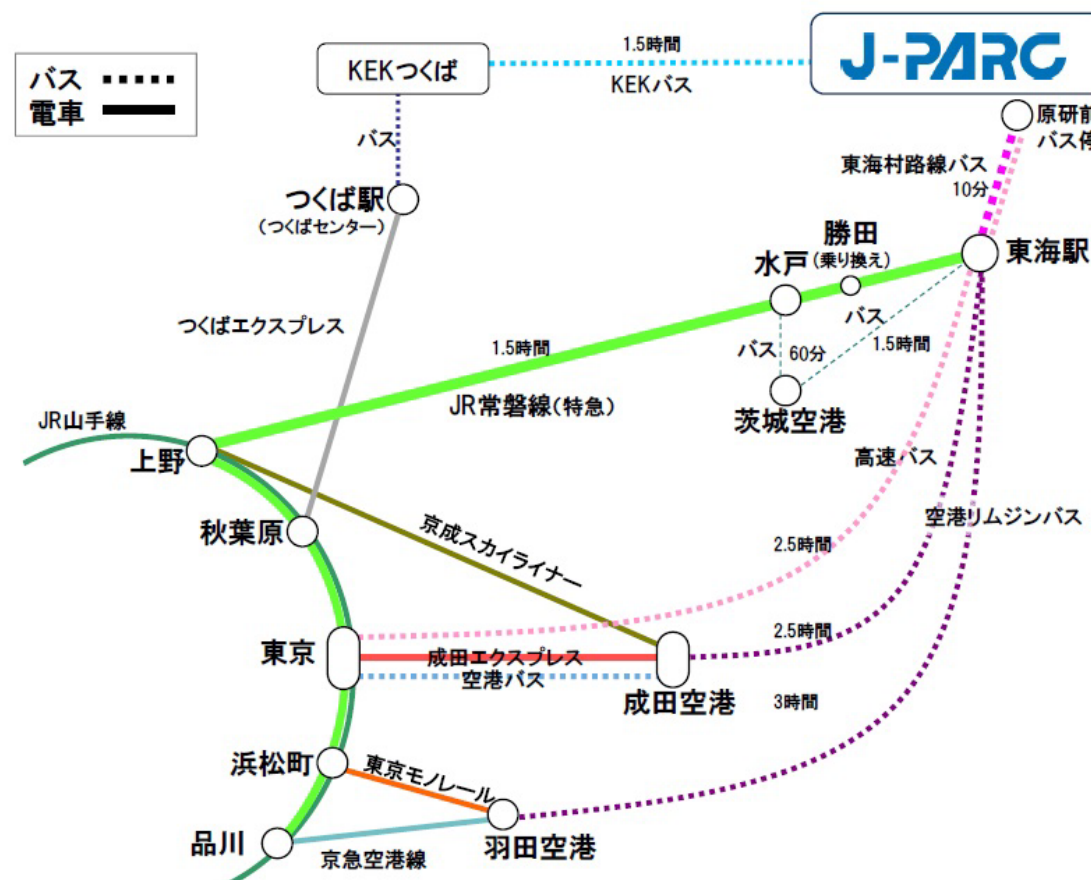 バス
電車
KEKつくば
1.5時間
KEKバス
J-PARC
原研前
バス停
バス
東海村路線バス
10分
つくば駅
(つくばセンター)
勝田
(乗り換え)
水戸
東海駅
つくばエクスプレス
1.5時間
バス
バス
60分
1.5時間
JR常磐線(特急)
茨城空港
JR山手線
上野
高速バス
秋葉原
京成スカイライナー
空港リムジンバス
2.5時間
東京
成田エクスプレス
空港バス
2.5時間
成田空港
3時間
浜松町
東京モノレール
品川
羽田空港
京急空港線